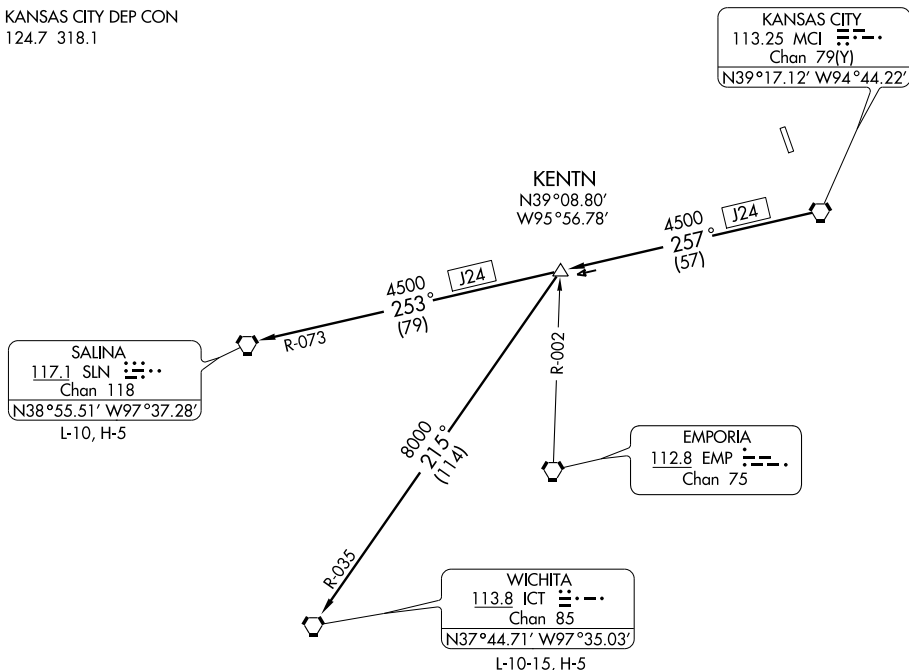 KANSAS CITY DEP CON
124.7 318.1
KANSAS CITY
113.25 MCI
Chan 79(Y)
N39°17.12' W94°44.22'
KENTN
N39°08.80'
W95°56.78'
4500
J24
257°
(57)
4500
J24
253°
(79)
R-073
R-002
SALINA
117.1 SLN
Chan 118
N38°55.51' W97°37.28'
L-10, H-5
8000
215°
(114)
R-035
EMPORIA
112.8 EMP
Chan 75
WICHITA
113.8 ICT
Chan 85
N37°44.71' W97°35.03'
L-10-15, H-5